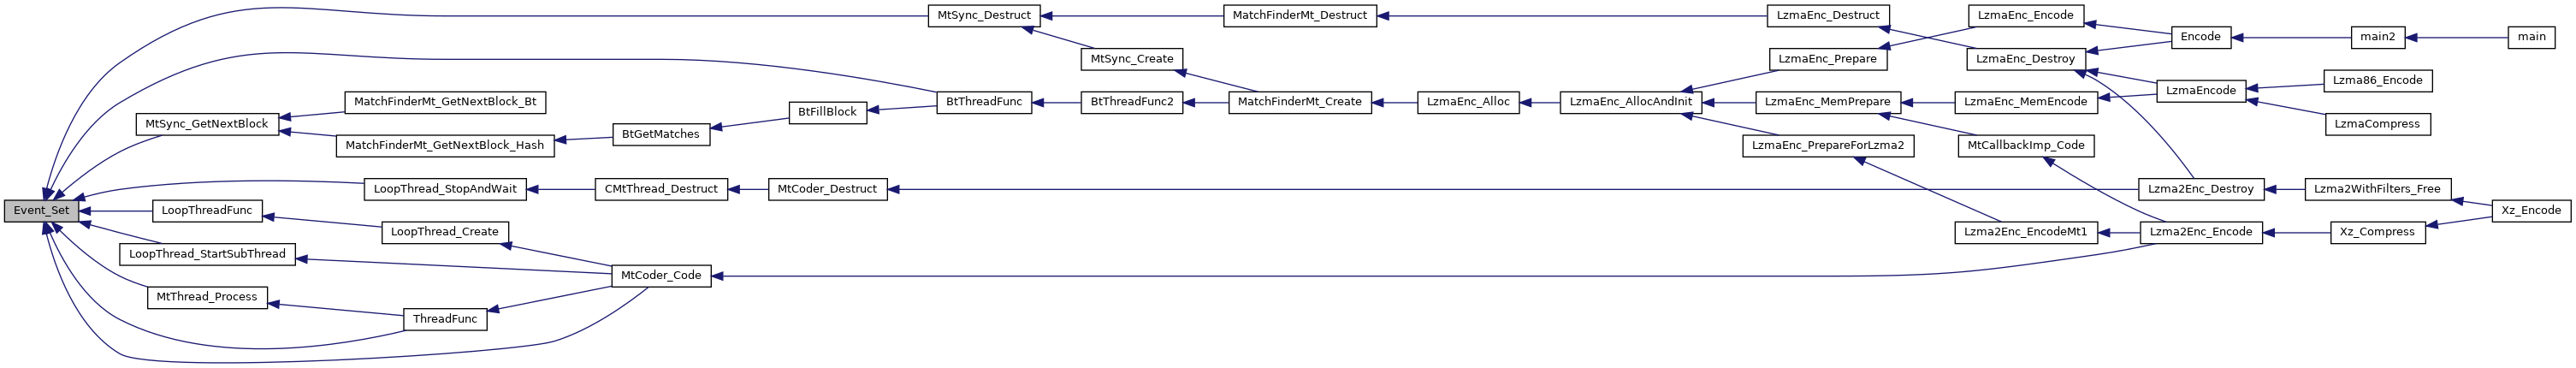 Event_Set
MtSync_Destruct
MatchFinderMt_Destruct
LzmaEnc_Destruct
LzmaEnc_Encode
MtSync_Create
LzmaEnc_Prepare
LzmaEnc_Destroy
Encode
main2
main
MtSync_GetNextBlock
MatchFinderMt_GetNextBlock_Bt
MatchFinderMt_GetNextBlock_Hash
BtGetMatches
BtFillBlock
BtThreadFunc
BtThreadFunc2
MatchFinderMt_Create
LzmaEnc_Alloc
LzmaEnc_AllocAndInit
LzmaEnc_MemPrepare
LzmaEnc_MemEncode
LzmaEncode
Lzma86_Encode
LzmaCompress
LzmaEnc_PrepareForLzma2
MtCallbackImp_Code
LoopThread_StopAndWait
CMtThread_Destruct
MtCoder_Destruct
Lzma2Enc_Destroy
Lzma2WithFilters_Free
Xz_Encode
LoopThreadFunc
LoopThread_Create
Lzma2Enc_EncodeMt1
Lzma2Enc_Encode
Xz_Compress
LoopThread_StartSubThread
MtCoder_Code
MtThread_Process
ThreadFunc